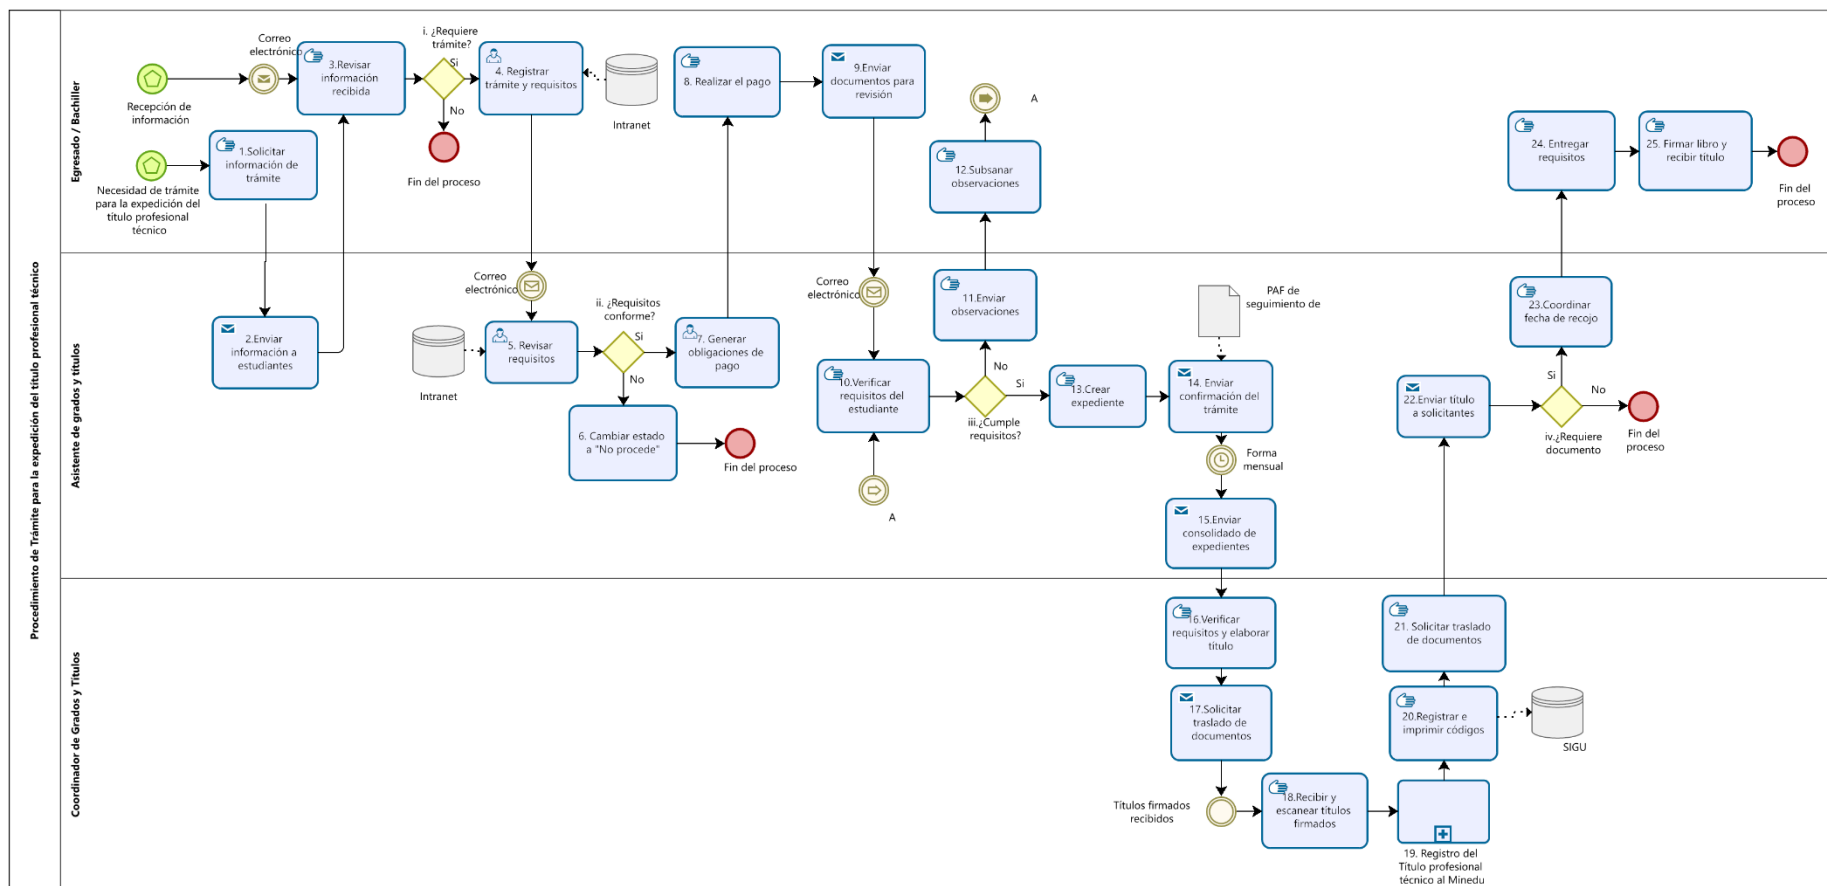 Procedimiento de Trámite para la expedición del título profesional técnico
Egresado / Bachiller
Recepción de
información
Correo
electrónico
3.Revisar
información
recibida
i. ¿Requiere
trámite?
Si
No
Fin del proceso
4. Registrar
trámite y requisitos
Intranet
8. Realizar el pago
9.Enviar
documentos para
revisión
A
12.Subsanar
observaciones
24. Entregar
requisitos
25. Firmar libro y
recibir título
Fin del
proceso
Necesidad de trámite
para la expedición del
título profesional
técnico
1.Solicitar
información de
trámite
Asistente de grados y títulos
2.Enviar
información a
estudiantes
Correo
electrónico
Intranet
5. Revisar
requisitos
ii. ¿Requisitos
conforme?
Si
No
6. Cambiar estado
a "No procede"
Fin del proceso
7. Generar
obligaciones de
pago
Correo
electrónico
10.Verificar
requisitos del
estudiante
A
11.Enviar
observaciones
No
Si
iii.¿Cumple
requisitos?
13.Crear
expediente
PAF de
seguimiento de
14. Enviar
confirmación del
trámite
Forma
mensual
15.Enviar
consolidado de
expedientes
22.Enviar título
a solicitantes
23.Coordinar
fecha de recojo
Si
No
iv.¿Requiere
documento
Fin del
proceso
Coordinador de Grados y Títulos
16.Verificar
requisitos y elaborar
título
17.Solicitar
traslado de
documentos
Títulos firmados
recibidos
18.Recibir y
escanear títulos
firmados
19. Registro del
Título profesional
técnico al Minedu
20.Registrar e
imprimir códigos
SIGU
21. Solicitar traslado
de documentos